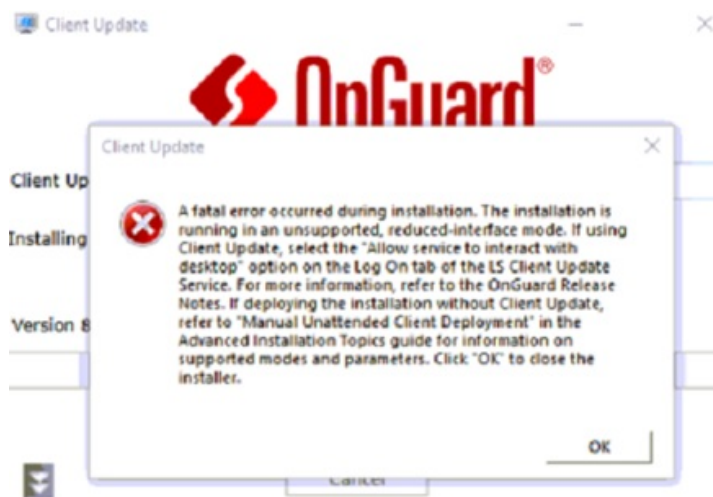 Client Update
OnGuard®
Client Update
Client Up
Installing
Version 8
A fatal error occurred during installation. The installation is
running in an unsupported, reduced-interface mode. If using
Client Update, select the "Allow service to interact with
desktop" option on the Log On tab of the LS Client Update
Service. For more information, refer to the OnGuard Release
Notes. If deploying the installation without Client Update,
refer to "Manual Unattended Client Deployment" in the
Advanced Installation Topics guide for information on
supported modes and parameters. Click "OK" to close the
installer.
OK
Cancel